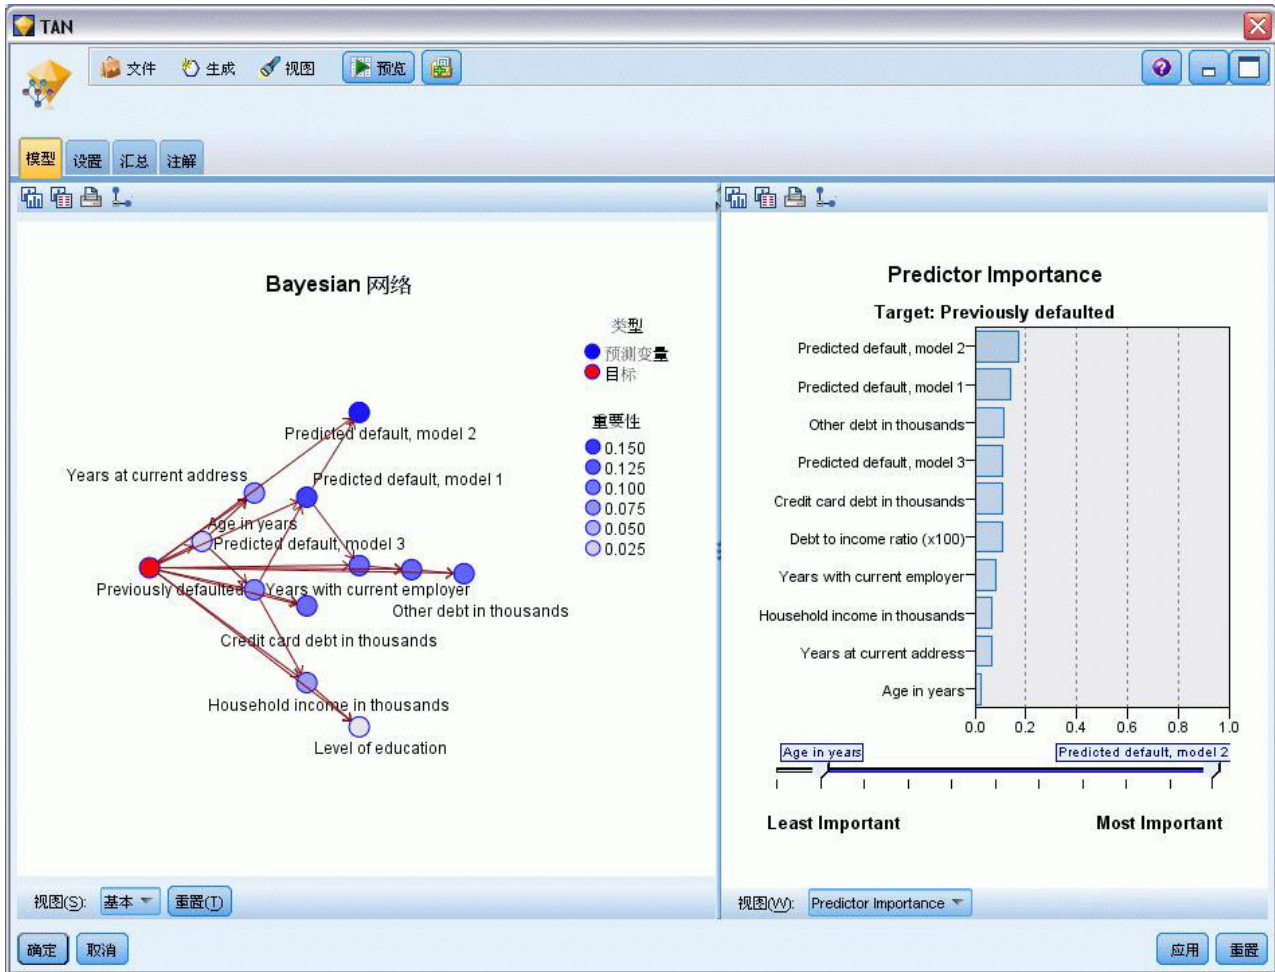 TAN
文件 生成 视图 预览
模型 设置 汇总 注解
Bayesian 网络
类型
预测变量
目标
重要性
0.150
0.125
0.100
0.075
0.050
0.025
Predicted default, model 2
Years at current address
Predicted default, model 1
Age in years
Predicted default, model 3
Previously defaulted
Years with current employer
Other debt in thousands
Credit card debt in thousands
Household income in thousands
Level of education
视图(S): 基本 重置(T)
Predictor Importance
Target: Previously defaulted
Predicted default, model 2
Predicted default, model 1
Other debt in thousands
Predicted default, model 3
Credit card debt in thousands
Debt to income ratio (x100)
Years with current employer
Household income in thousands
Years at current address
Age in years
0.0 0.2 0.4 0.6 0.8 1.0
Age in years Predicted default, model 2
Least Important Most Important
视图(W): Predictor Importance
确定 取消 应用 重置